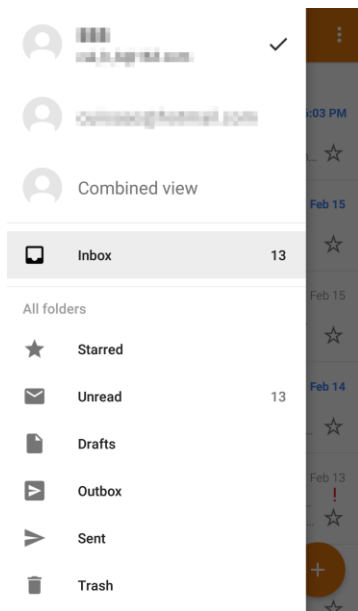 Combined view
Inbox 13
All folders
Starred
Unread 13
Drafts
Outbox
Sent
Trash
:03 PM
Feb 15
Feb 15
Feb 14
Feb 13